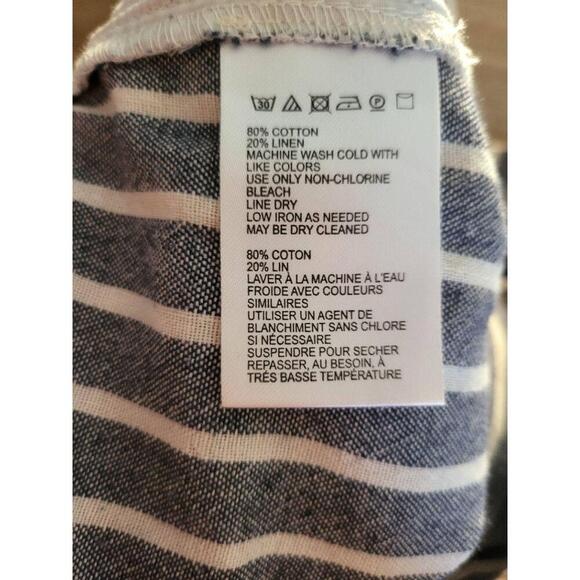 30 P
80% COTTON
20% LINEN
MACHINE WASH COLD WITH
LIKE COLORS
USE ONLY NON-CHLORINE
BLEACH
LINE DRY
LOW IRON AS NEEDED
MAY BE DRY CLEANED
80% COTON
20% LIN
LAVER À LA MACHINE À L'EAU
FROIDE AVEC COULEURS
SIMILAIRES
UTILISER UN AGENT DE
BLANCHIMENT SANS CHLORE
SI NÉCESSAIRE
SUSPENDRE POUR SECHER
REPASSER, AU BESOIN, À
TRÉS BASSE TEMPÉRATURE